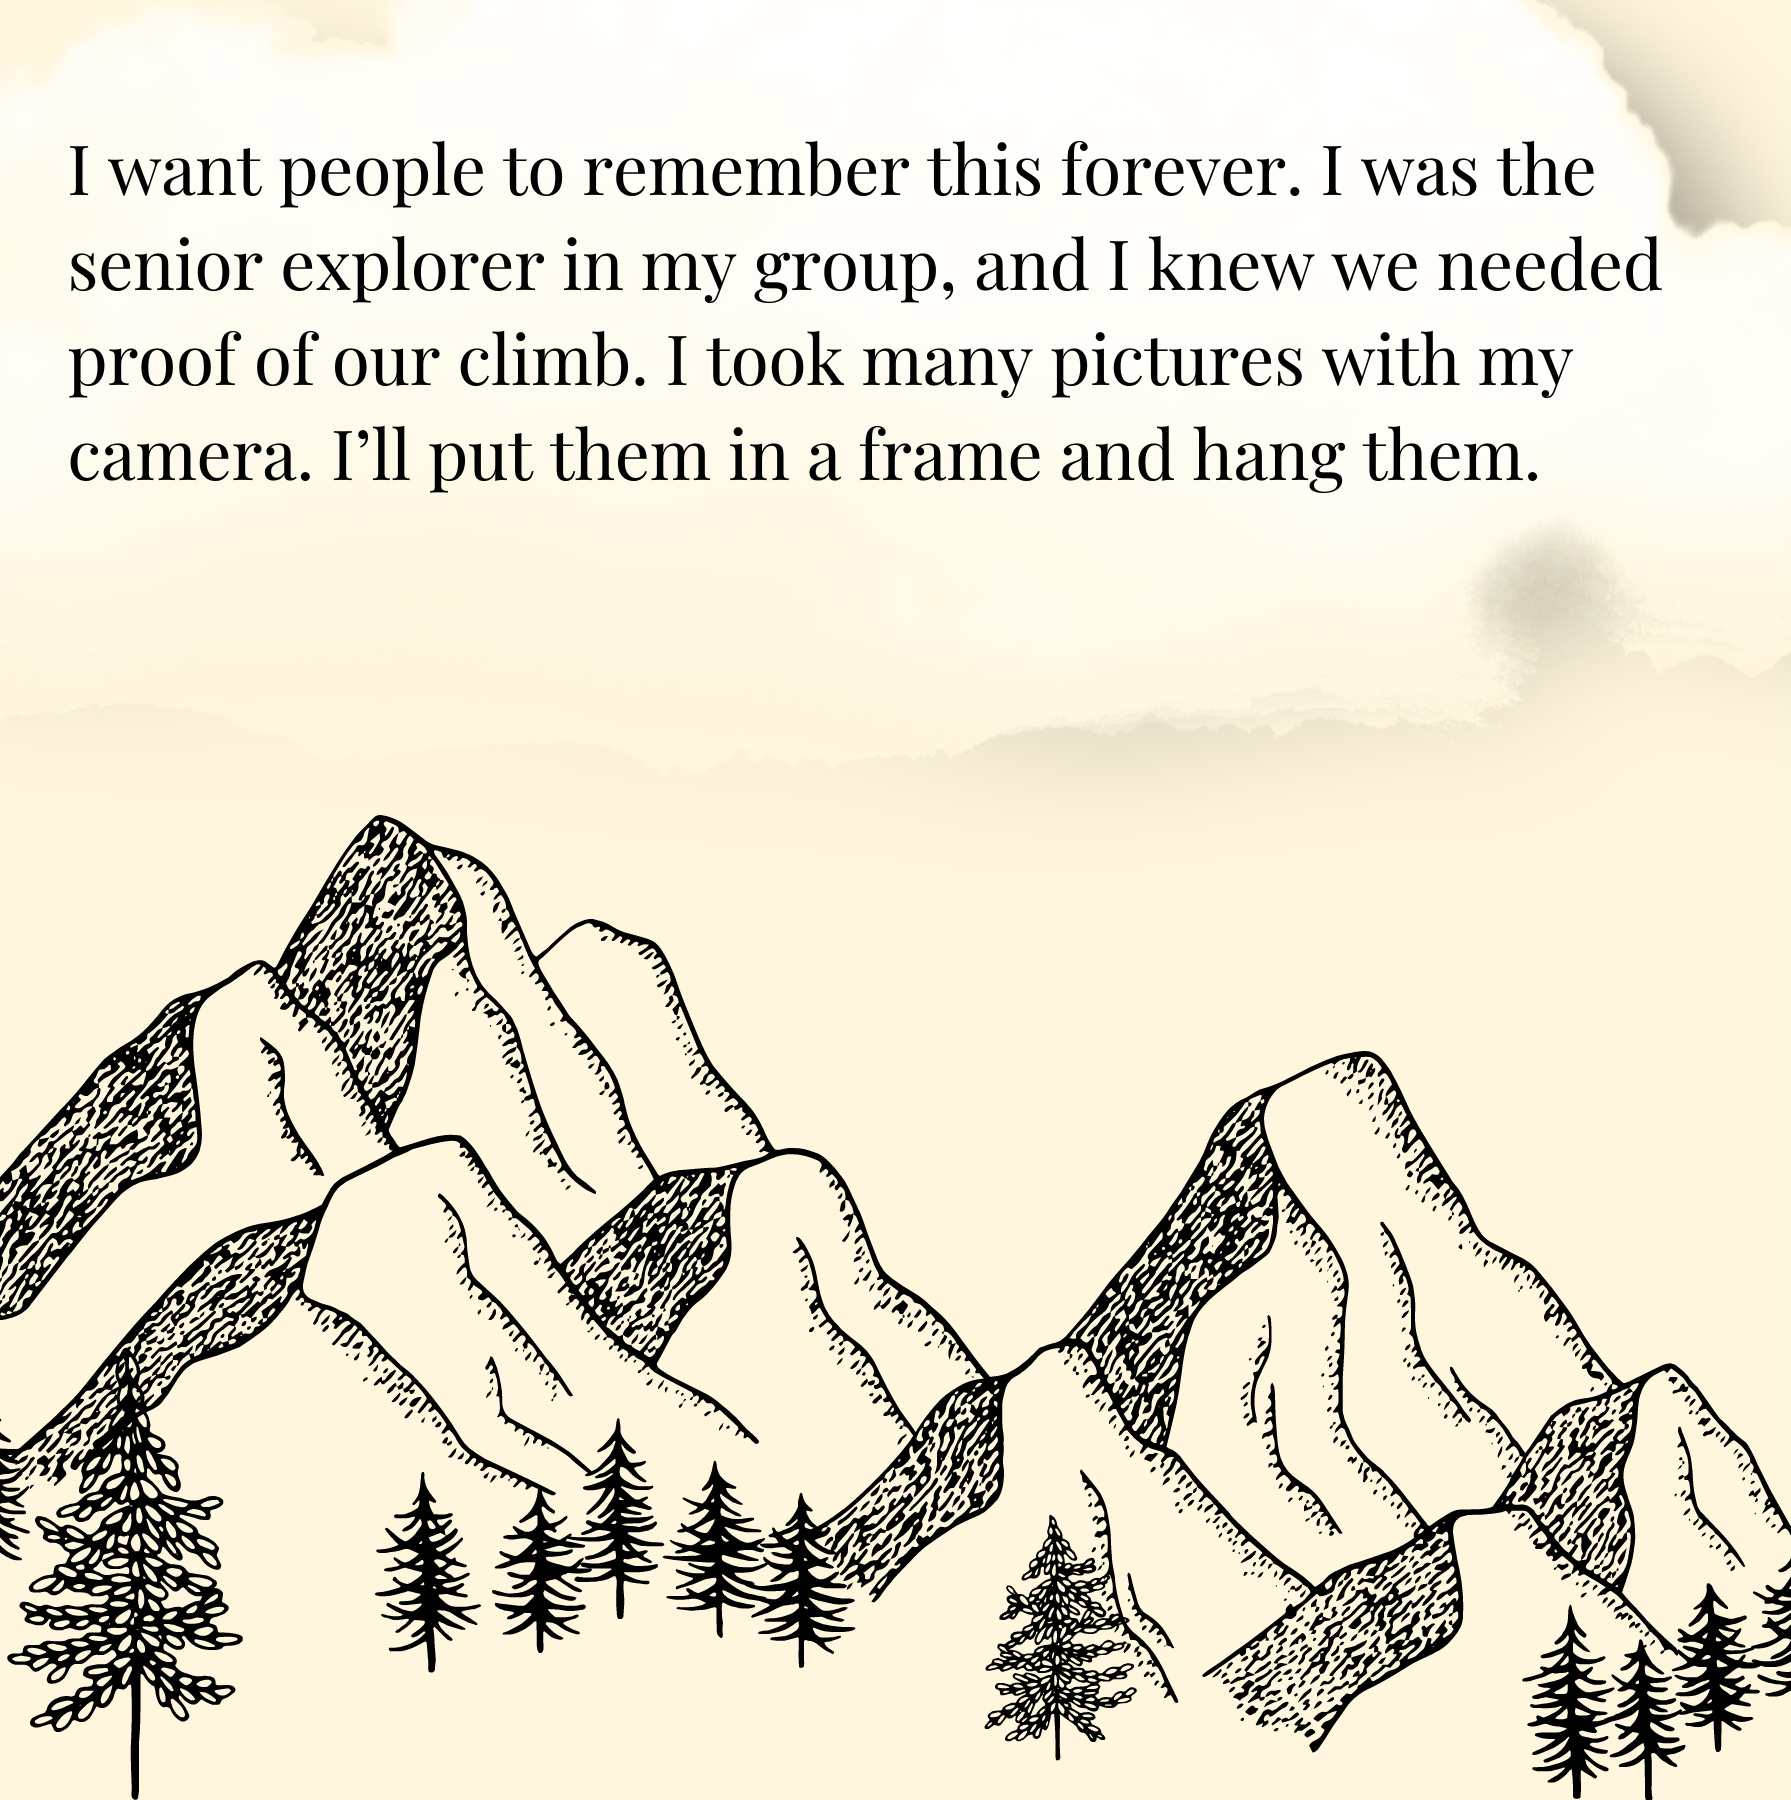 I want people to remember this forever. I was the
senior explorer in my group, and I knew we needed
proof of our climb. I took many pictures with my
camera. I’ll put them in a frame and hang them.